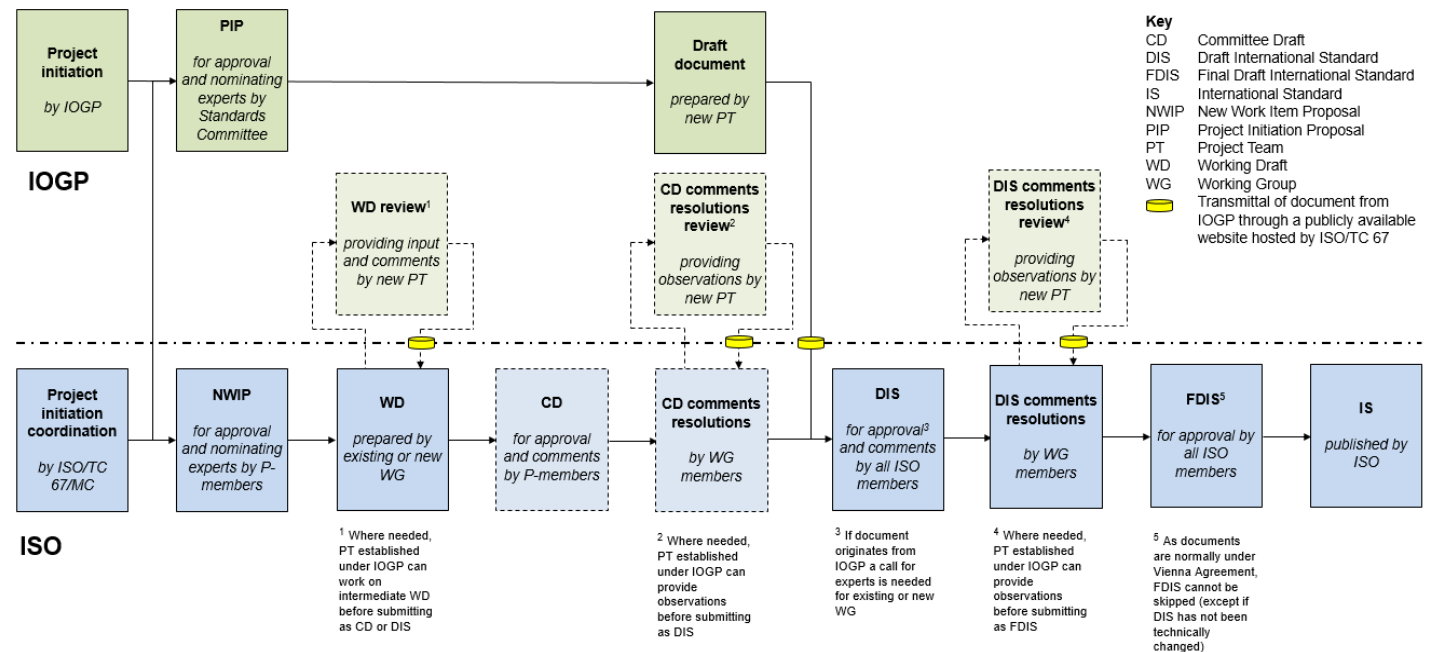 Project
initiation
by IOGP
PIP
for approval
and nominating
experts by
Standards
Committee
Draft
document
prepared by
new PT
Key
CD Committee Draft
DIS Draft International Standard
FDIS Final Draft International Standard
IS International Standard
NWIP New Work Item Proposal
PIP Project Initiation Proposal
PT Project Team
WD Working Draft
WG Working Group
Transmittal of document from
IOGP through a publicly available
website hosted by ISO/TC 67
IOGP
WD review1
providing input
and comments
by new PT
CD comments
resolutions
review2
providing
observations by
new PT
DIS comments
resolutions
review4
providing
observations by
new PT
Project
initiation
coordination
by ISO/TC
67/MC
NWIP
for approval
and nominating
experts by P-
members
WD
prepared by
existing or new
WG
CD
for approval
and comments
by P-members
CD comments
resolutions
by WG
members
DIS
for approval3
and comments
by all ISO
members
DIS comments
resolutions
by WG
members
FDIS5
for approval by
all ISO
members
IS
published by
ISO
ISO
1 Where needed,
PT established
under IOGP can
work on
intermediate WD
before submitting
as CD or DIS
2 Where needed,
PT established
under IOGP can
provide
observations
before submitting
as DIS
3 If document
originates from
IOGP a call for
experts is needed
for existing or new
WG
4 Where needed,
PT established
under IOGP can
provide
observations
before submitting
as FDIS
5 As documents
are normally under
Vienna Agreement,
FDIS cannot be
skipped (except if
DIS has not been
technically
changed)